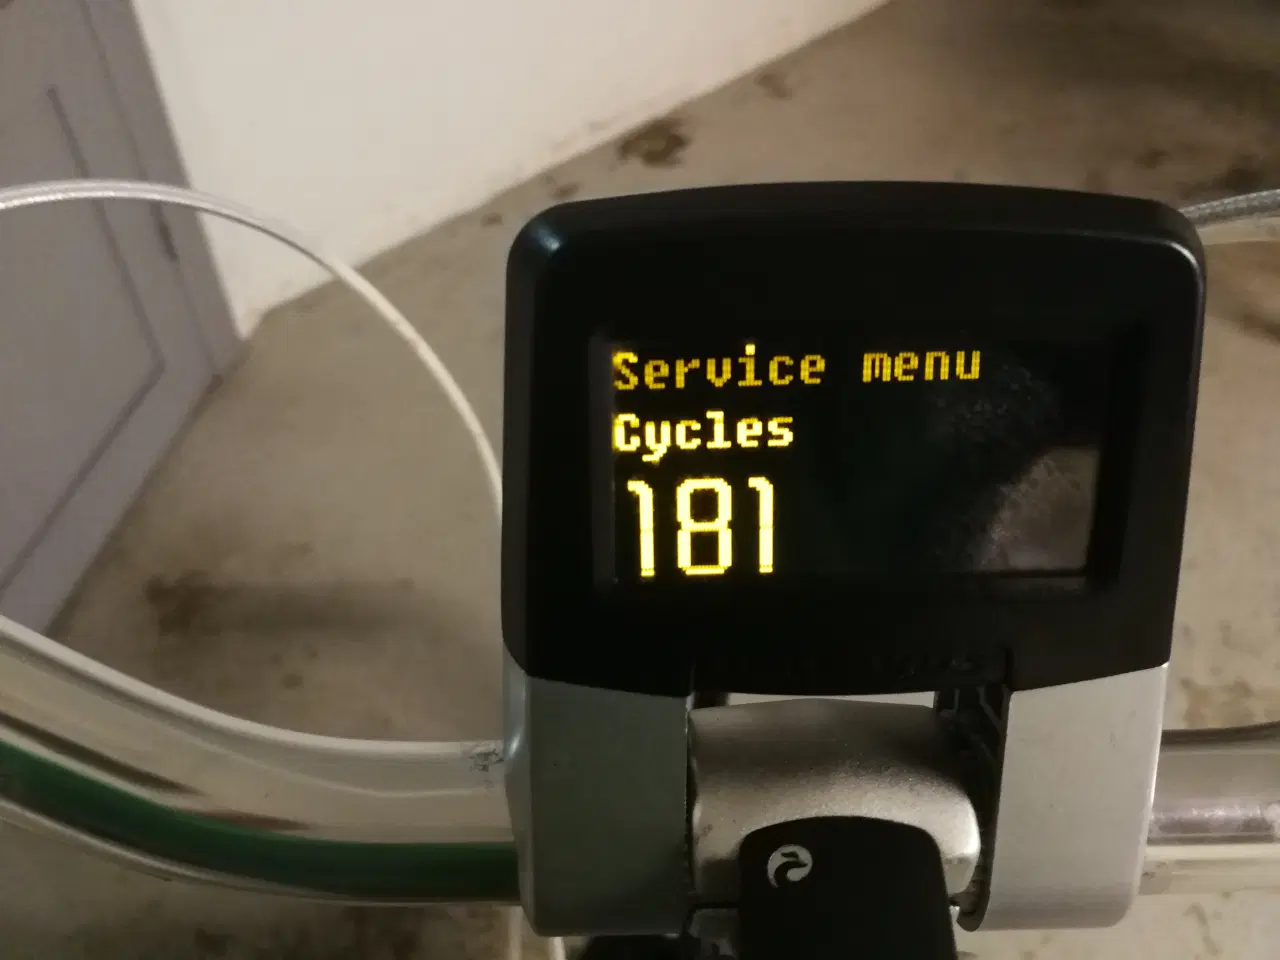 Service menu
Cycles
181